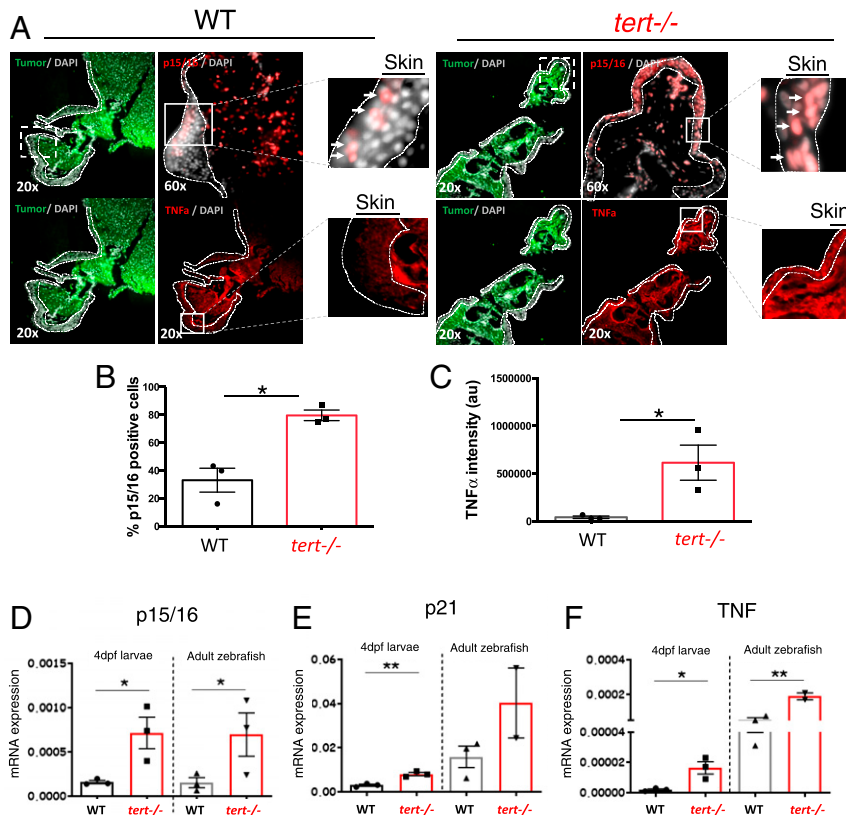 A
WT
tert-/-
Tumor/ DAPI
p15/16 / DAPI
Skin
20x
60x
Tumor/ DAPI
TNFa / DAPI
Skin
20x
20x
Tumor/ DAPI
p15/16 / DAPI
Skin
20x
60x
Tumor/ DAPI
TNFa / DAPI
Skin
20x
20x
B
% p15/16 positive cells
100
80
60
40
20
0
*
WT
tert-/-
C
TNFα intensity (au)
1500000
1000000
500000
0
*
WT
tert-/-
D
p15/16
4dpf larvae
Adult zebrafish
mRNA expression
0.0015
0.0010
0.0005
0.0000
*
*
WT
tert-/-
WT
tert-/-
E
p21
4dpf larvae
Adult zebrafish
mRNA expression
0.06
0.04
0.02
0.00
**
WT
tert-/-
WT
tert-/-
F
TNF
4dpf larvae
Adult zebrafish
mRNA expression
0.0004
0.0002
0.00004
0.00002
0.00000
*
**
WT
tert-/-
WT
tert-/-